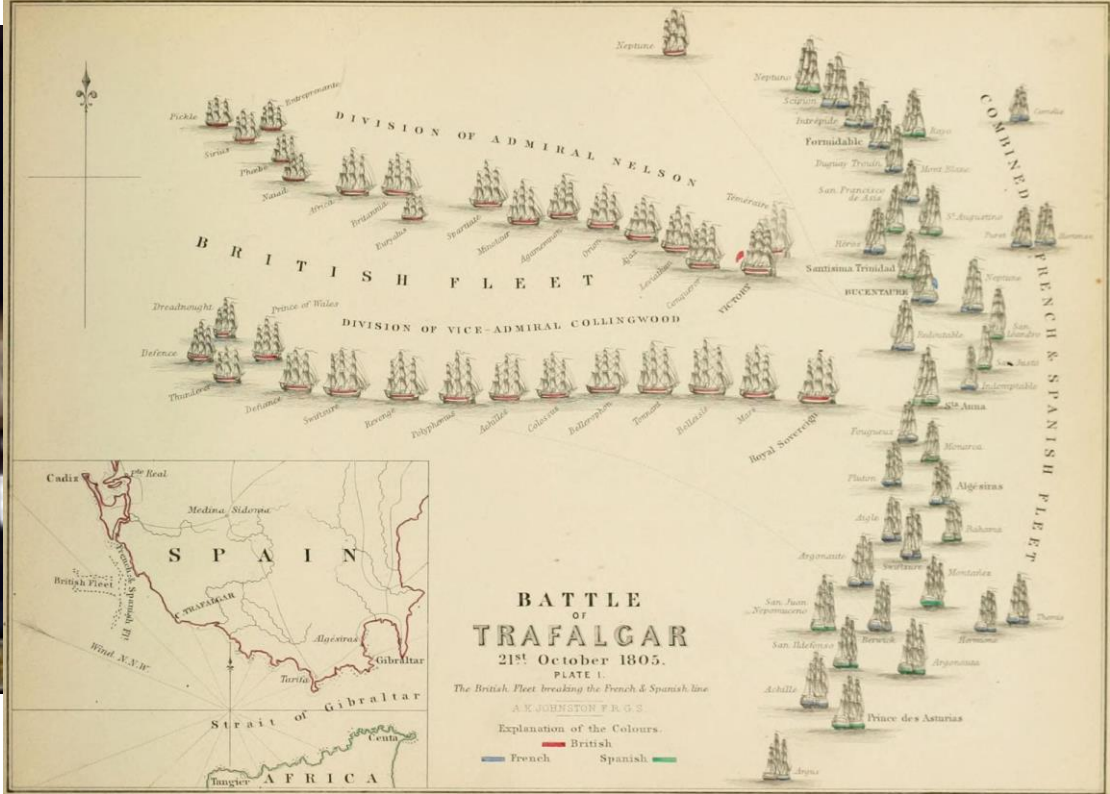 Neptune
Neptuno
Scipion
Cornelia
Intrépide
Rayo
Formidable
Duguay Trouin
Mont Blanc
San Francisco
de Asis
St Augustino
Furet
Hortense
Héros
Santisima Trinidad
BUCENTAURE
Neptune
Redoutable
San
Leandro
San Justo
Indomptable
Sta Anna
Fougueux
Monarca
Pluton
Algésiras
Aigle
Bahama
Argonaute
Swiftsure
Montañez
San Juan
Nepomuceno
Berwick
Hermione
Themis
San Ildefonso
Argonauta
Achille
Prince des Asturias
Argus
COMBINED FRENCH & SPANISH FLEET
Pickle
Entreprenante
Sirius
Phoebe
Naiad
DIVISION OF ADMIRAL NELSON
Africa
Britannia
Euryalus
Spartiate
Minotaur
Agamemnon
Orion
Ajax
Leviathan
Conqueror
VICTORY
Téméraire
BRITISH FLEET
DIVISION OF VICE-ADMIRAL COLLINGWOOD
Dreadnought
Prince of Wales
Defence
Thunderer
Defiance
Swiftsure
Revenge
Polyphemus
Achilles
Colossus
Bellerophon
Tonnant
Belleisle
Mars
Royal Sovereign
Cadiz
Pto Real
Medina Sidonia
SPAIN
British Fleet
French & Spanish Flt
C. TRAFALGAR
Wind N.N.W
Algésiras
Gibraltar
Tarifa
Strait of Gibraltar
Ceuta
Tangier
AFRICA
BATTLE
OF
TRAFALGAR
21st October 1805.
PLATE I.
The British Fleet breaking the French & Spanish line
A.K. JOHNSTON F.R.G.S.
Explanation of the Colours.
British
French Spanish